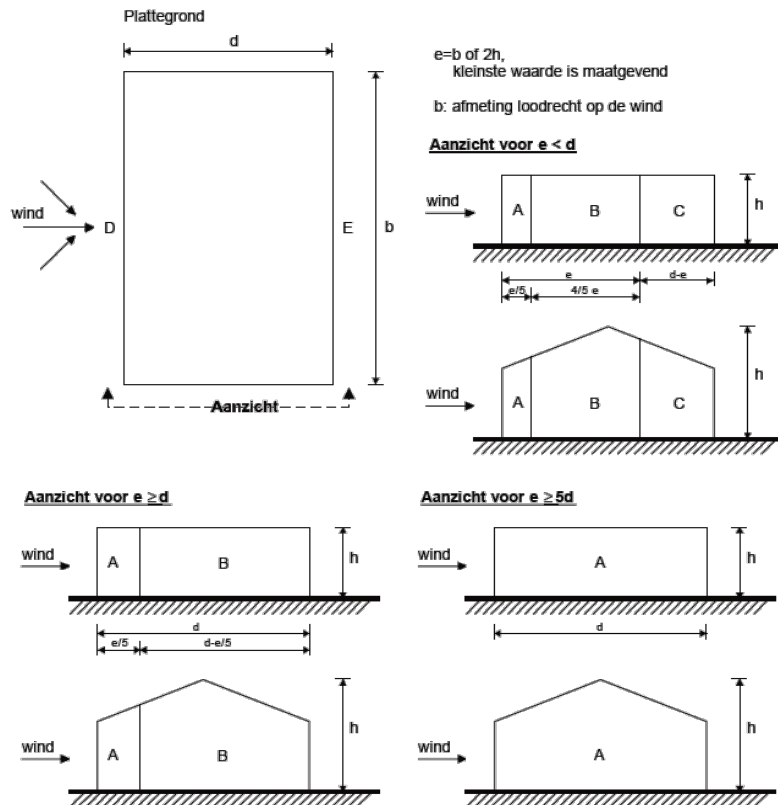 Plattegrond
d
e=b of 2h,
kleinste waarde is maatgevend
b: afmeting loodrecht op de wind
Aanzicht voor e < d
wind
D
E
b
Aanzicht
wind
A
B
C
h
e
d-e
e/5
4/5 e
wind
A
B
C
h
Aanzicht voor e ≥d
wind
A
B
h
d
e/5
d-e/5
wind
A
B
h
Aanzicht voor e ≥5d
wind
A
h
d
wind
A
h